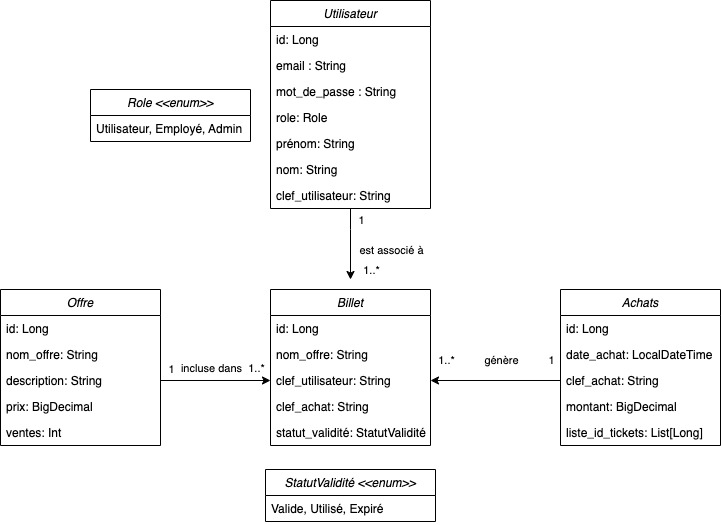 Utilisateur
id: Long
email : String
mot_de_passe : String
role: Role
prénom: String
nom: String
clef_utilisateur: String
Role <<enum>>
Utilisateur, Employé, Admin
1
est associé à
1..*
Offre
id: Long
nom_offre: String
description: String
prix: BigDecimal
ventes: Int
1 incluse dans 1..*
Billet
id: Long
nom_offre: String
clef_utilisateur: String
clef_achat: String
statut_validité: StatutValidité
1..* génère 1
Achats
id: Long
date_achat: LocalDateTime
clef_achat: String
montant: BigDecimal
liste_id_tickets: List[Long]
StatutValidité <<enum>>
Valide, Utilisé, Expiré